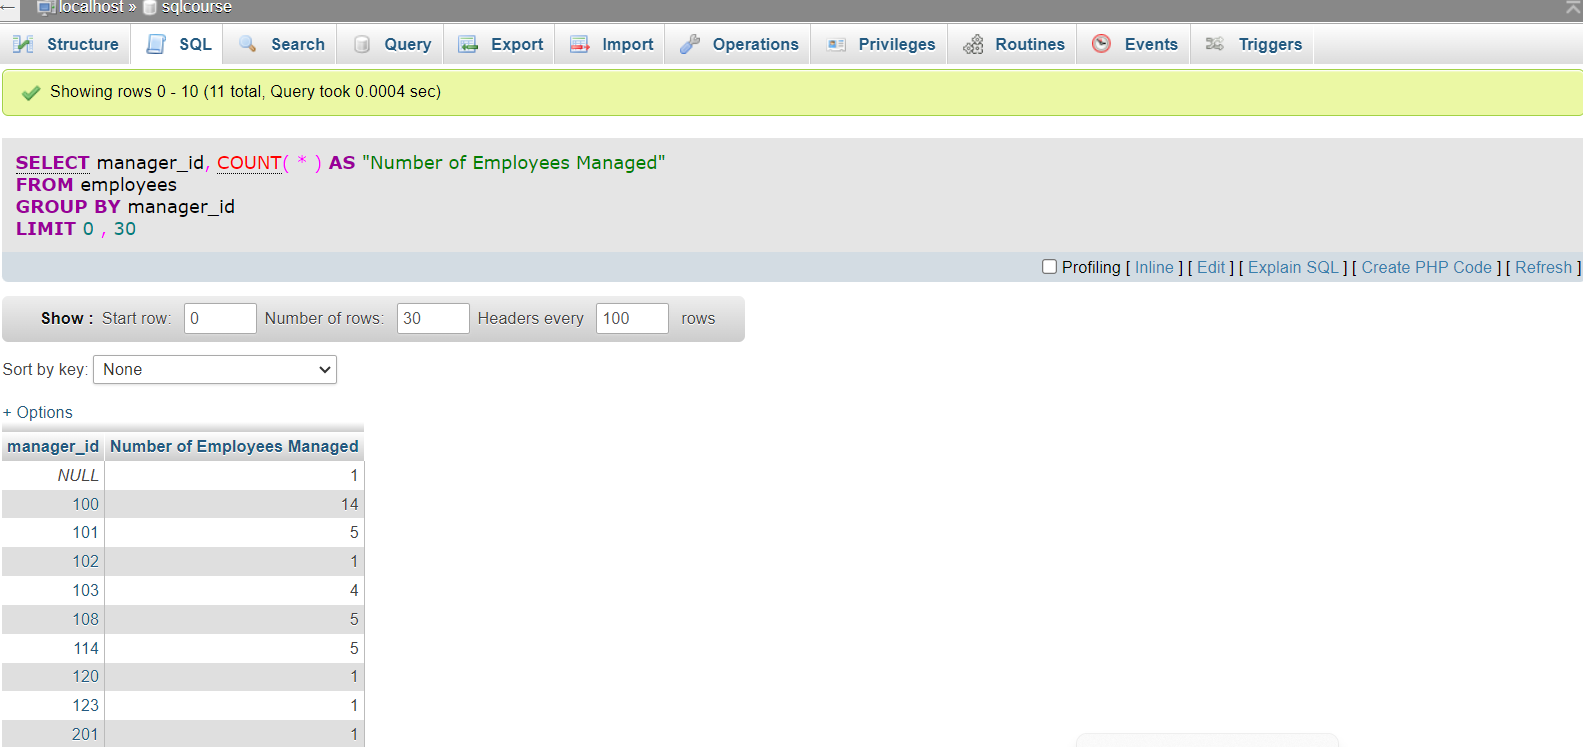 ← localhost » sqlcourse
Structure SQL Search Query Export Import Operations Privileges Routines Events Triggers
Showing rows 0 - 10 (11 total, Query took 0.0004 sec)
SELECT manager_id, COUNT( * ) AS "Number of Employees Managed"
FROM employees
GROUP BY manager_id
LIMIT 0 , 30
Profiling [ Inline ] [ Edit ] [ Explain SQL ] [ Create PHP Code ] [ Refresh ]
Show : Start row: 0 Number of rows: 30 Headers every 100 rows
Sort by key: None
+ Options
manager_id Number of Employees Managed
NULL 1
100 14
101 5
102 1
103 4
108 5
114 5
120 1
123 1
201 1